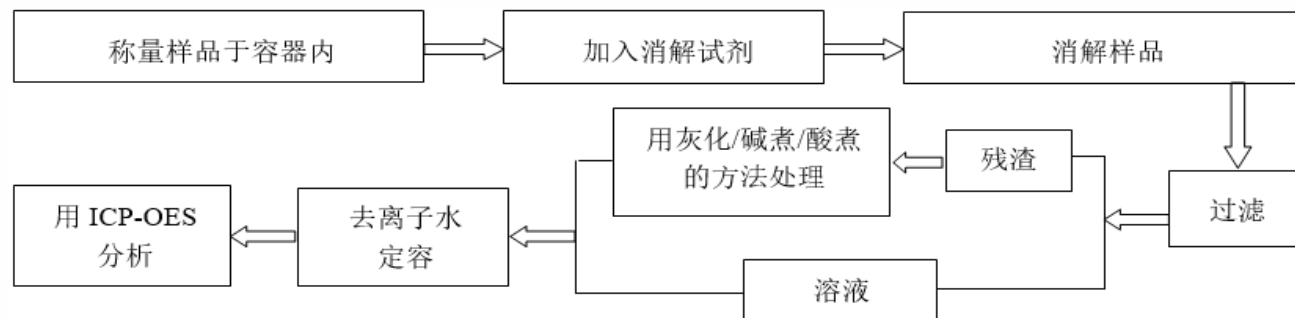 称量样品于容器内
加入消解试剂
消解样品
用灰化/碱煮/酸煮
的方法处理
残渣
过滤
用 ICP-OES
分析
去离子水
定容
溶液